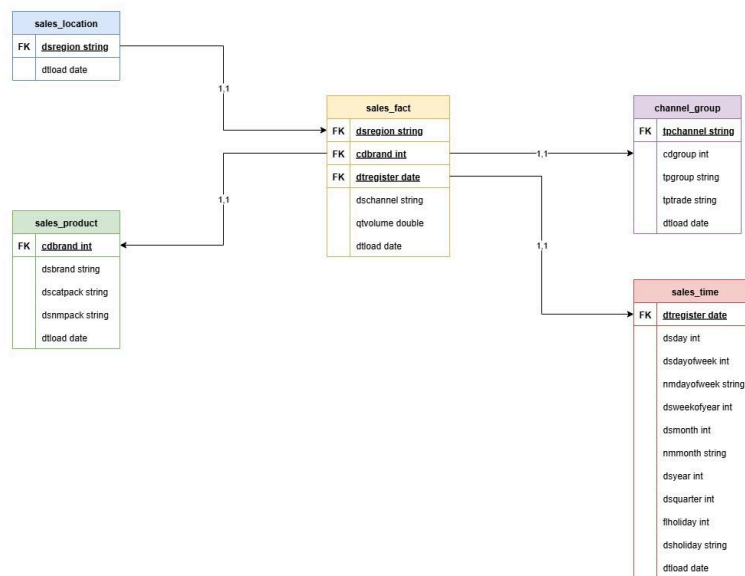 sales_location
FK dsregion string
dtload date
1,1
sales_fact
FK dsregion string
FK cdbrand int
FK dtregister date
dschannel string
qtvolume double
dtload date
channel_group
FK tpchannel string
cdgroup int
tpgroup string
tptrade string
dtload date
1,1
1,1
sales_product
FK cdbrand int
dsbrand string
dscatpack string
dsnmpack string
dtload date
1,1
sales_time
FK dtregister date
dsday int
dsdayofweek int
nmdayofweek string
dsweekofyear int
dsmonth int
nmmonth string
dsyear int
dsquarter int
flholiday int
dsholiday string
dtload date